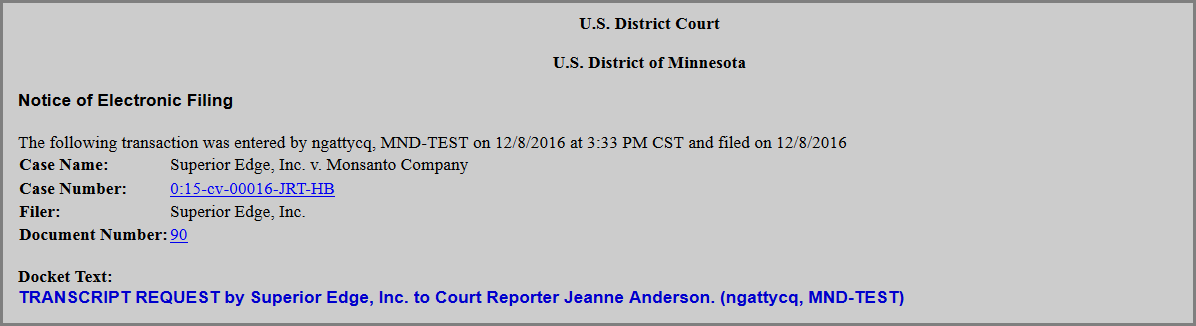 U.S. District Court
U.S. District of Minnesota
Notice of Electronic Filing
The following transaction was entered by ngattycq, MND-TEST on 12/8/2016 at 3:33 PM CST and filed on 12/8/2016
Case Name: Superior Edge, Inc. v. Monsanto Company
Case Number: 0:15-cv-00016-JRT-HB
Filer: Superior Edge, Inc.
Document Number: 90
Docket Text:
TRANSCRIPT REQUEST by Superior Edge, Inc. to Court Reporter Jeanne Anderson. (ngattycq, MND-TEST)